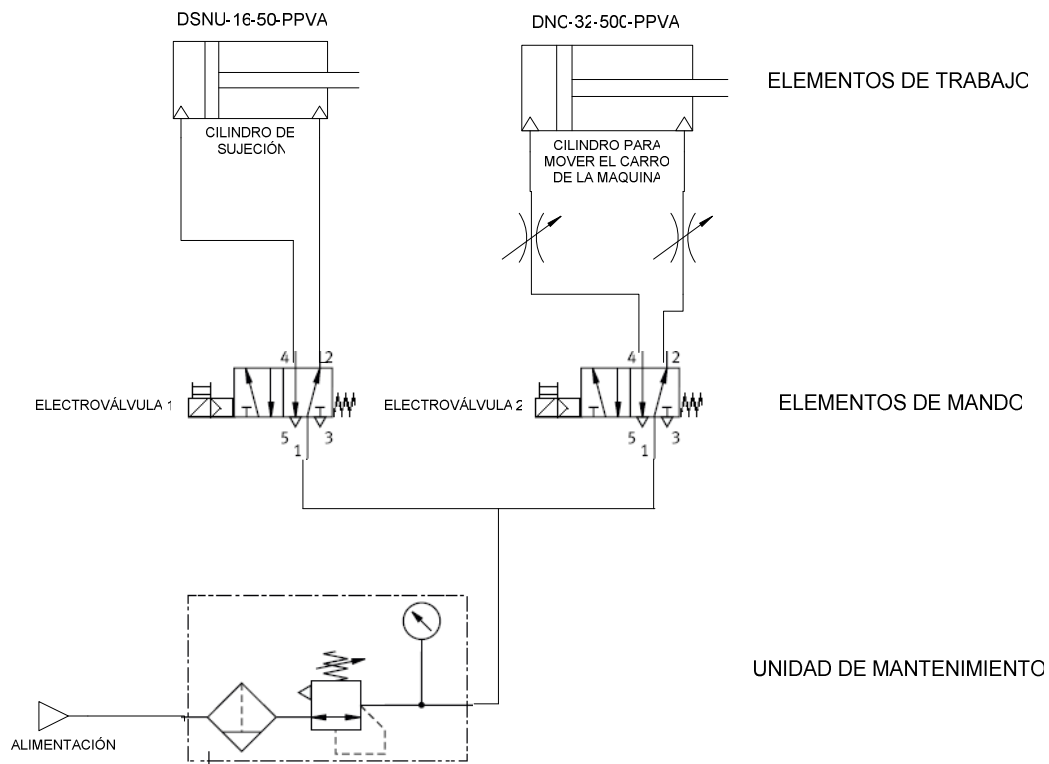 DSNU-16-50-PPVA
DNC-32-500-PPVA
ELEMENTOS DE TRABAJO
CILINDRO DE
SUJECIÓN
CILINDRO PARA
MOVER EL CARRO
DE LA MAQUINA
4 2
4 2
ELECTROVÁLVULA 1
ELECTROVÁLVULA 2
ELEMENTOS DE MANDO
5 1 3
5 1 3
UNIDAD DE MANTENIMIENTO
ALIMENTACIÓN